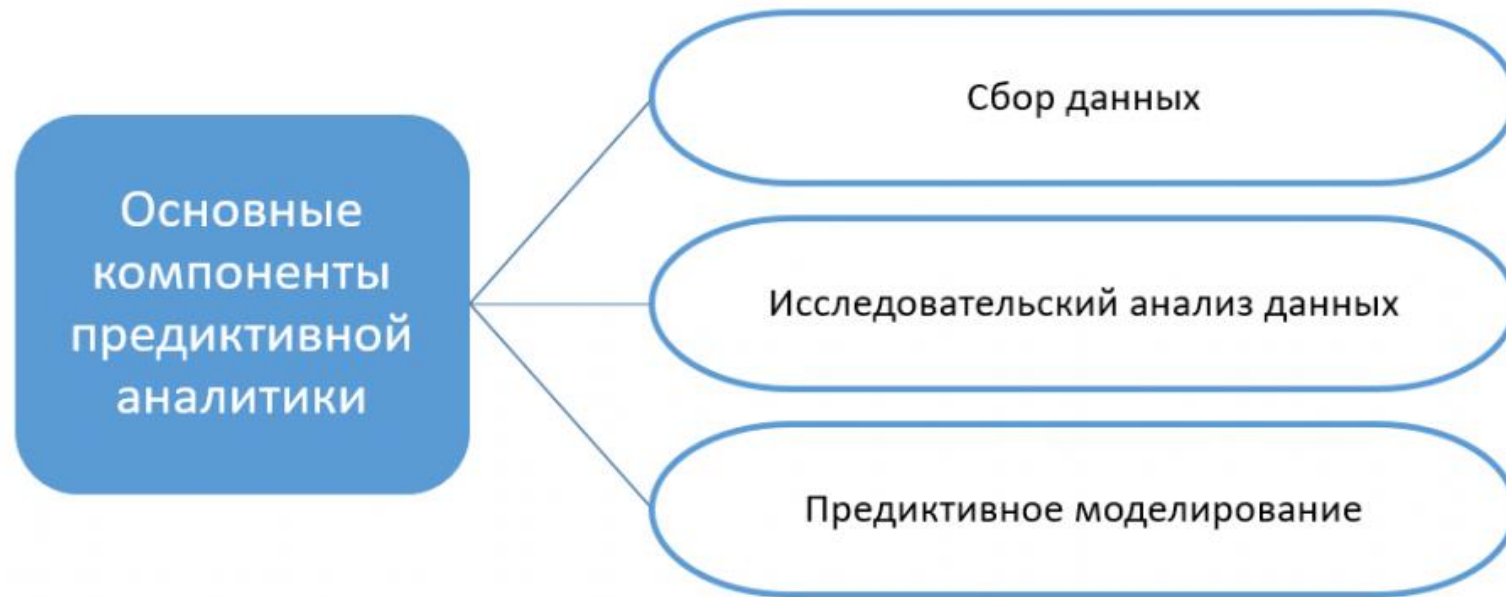 Основные
компоненты
предиктивной
аналитики
Сбор данных
Исследовательский анализ данных
Предиктивное моделирование